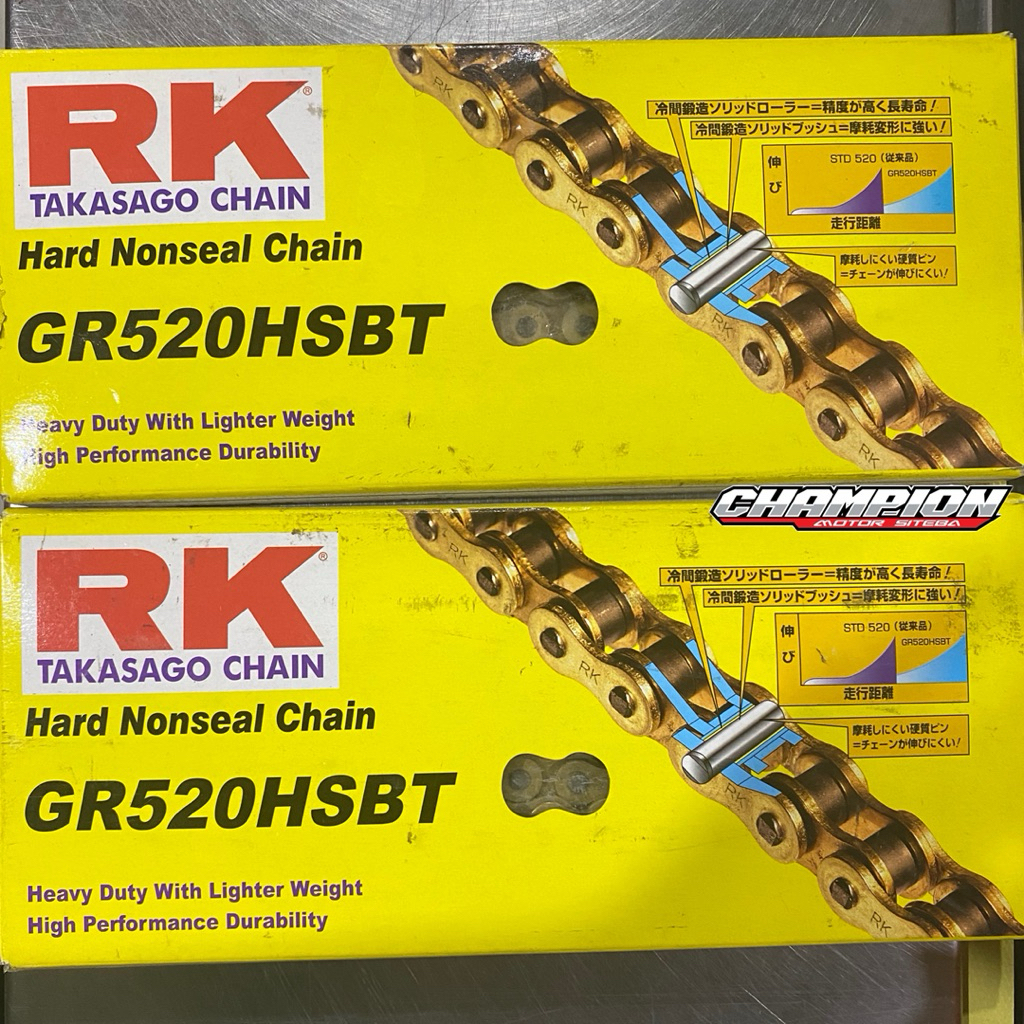 RK®
TAKASAGO CHAIN
Hard Nonseal Chain
GR520HSBT
Heavy Duty With Lighter Weight
High Performance Durability
RK
RK
RK
RK
冷間鍛造ソリッドローラー=精度が高く長寿命!
冷間鍛造ソリッドブッシュ=摩耗変形に強い!
伸び
STD 520 (従来品)
GR520HSBT
走行距離
摩耗しにくい硬質ピン
=チェーンが伸びにくい!
CHAMPION
MOTOR SITEBA
RK®
TAKASAGO CHAIN
Hard Nonseal Chain
GR520HSBT
Heavy Duty With Lighter Weight
High Performance Durability
RK
RK
RK
RK
冷間鍛造ソリッドローラー=精度が高く長寿命!
冷間鍛造ソリッドブッシュ=摩耗変形に強い!
伸び
STD 520 (従来品)
GR520HSBT
走行距離
摩耗しにくい硬質ピン
=チェーンが伸びにくい!